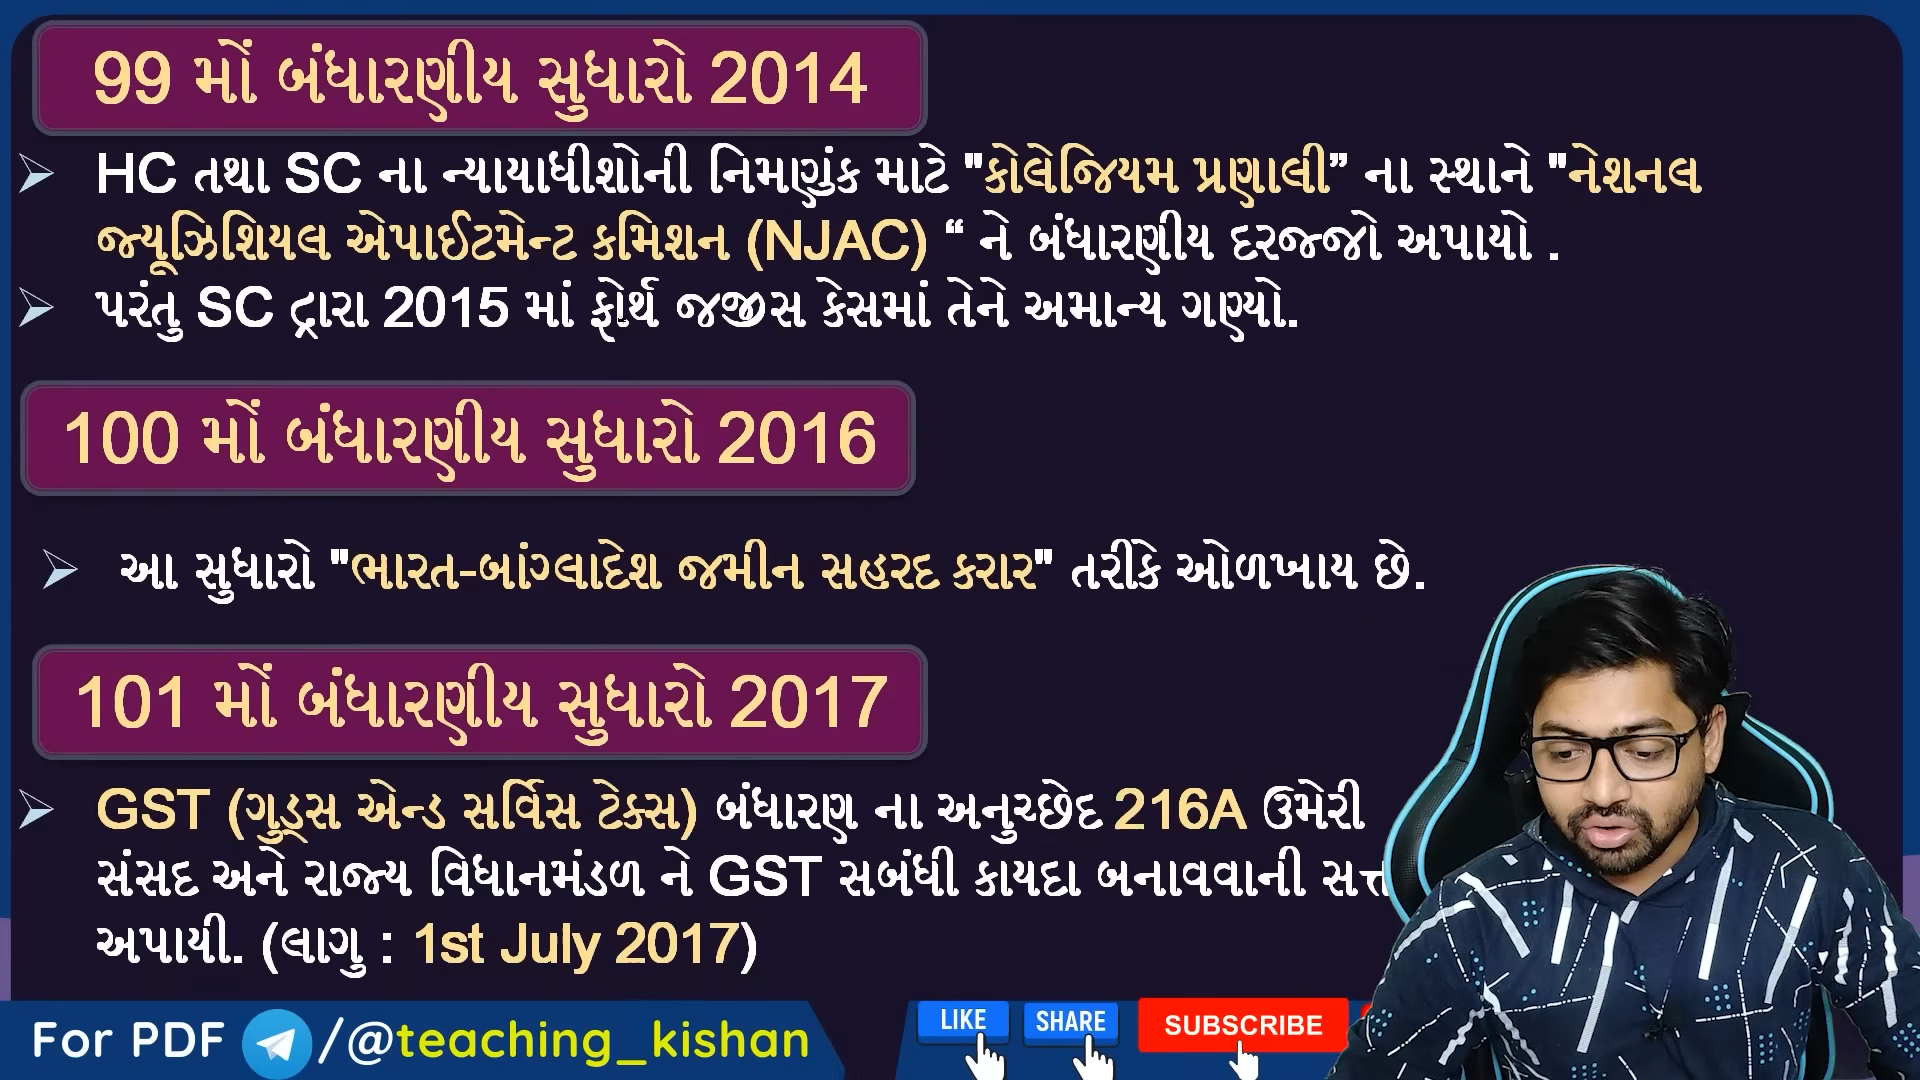 99 મોં બંધારણીય સુધારો 2014
HC તથા SC ના ન્યાયાધીશોની નિમણુંક માટે "કોલેજિયમ પ્રણાલી” ના સ્થાને "નેશનલ
જ્યૂઝિશિયલ એપાઈટમેન્ટ કમિશન (NJAC) “ ને બંધારણીય દરજ્જો અપાયો .
પરંતુ SC દ્રારા 2015 માં ફોર્થ જજીસ કેસમાં તેને અમાન્ય ગણ્યો.
100 મોં બંધારણીય સુધારો 2016
આ સુધારો "ભારત-બાંગ્લાદેશ જમીન સહરદ કરાર" તરીકે ઓળખાય છે.
101 મોં બંધારણીય સુધારો 2017
GST (ગુડ્સ એન્ડ સર્વિસ ટેક્સ) બંધારણ ના અનુચ્છેદ 216A ઉમેરી
સંસદ અને રાજ્ય વિધાનમંડળ ને GST સબંધી કાયદા બનાવવાની
અપાયી. (લાગુ : 1st July 2017)
For PDF /@teaching_kishan
LIKE SHARE SUBSCRIBE